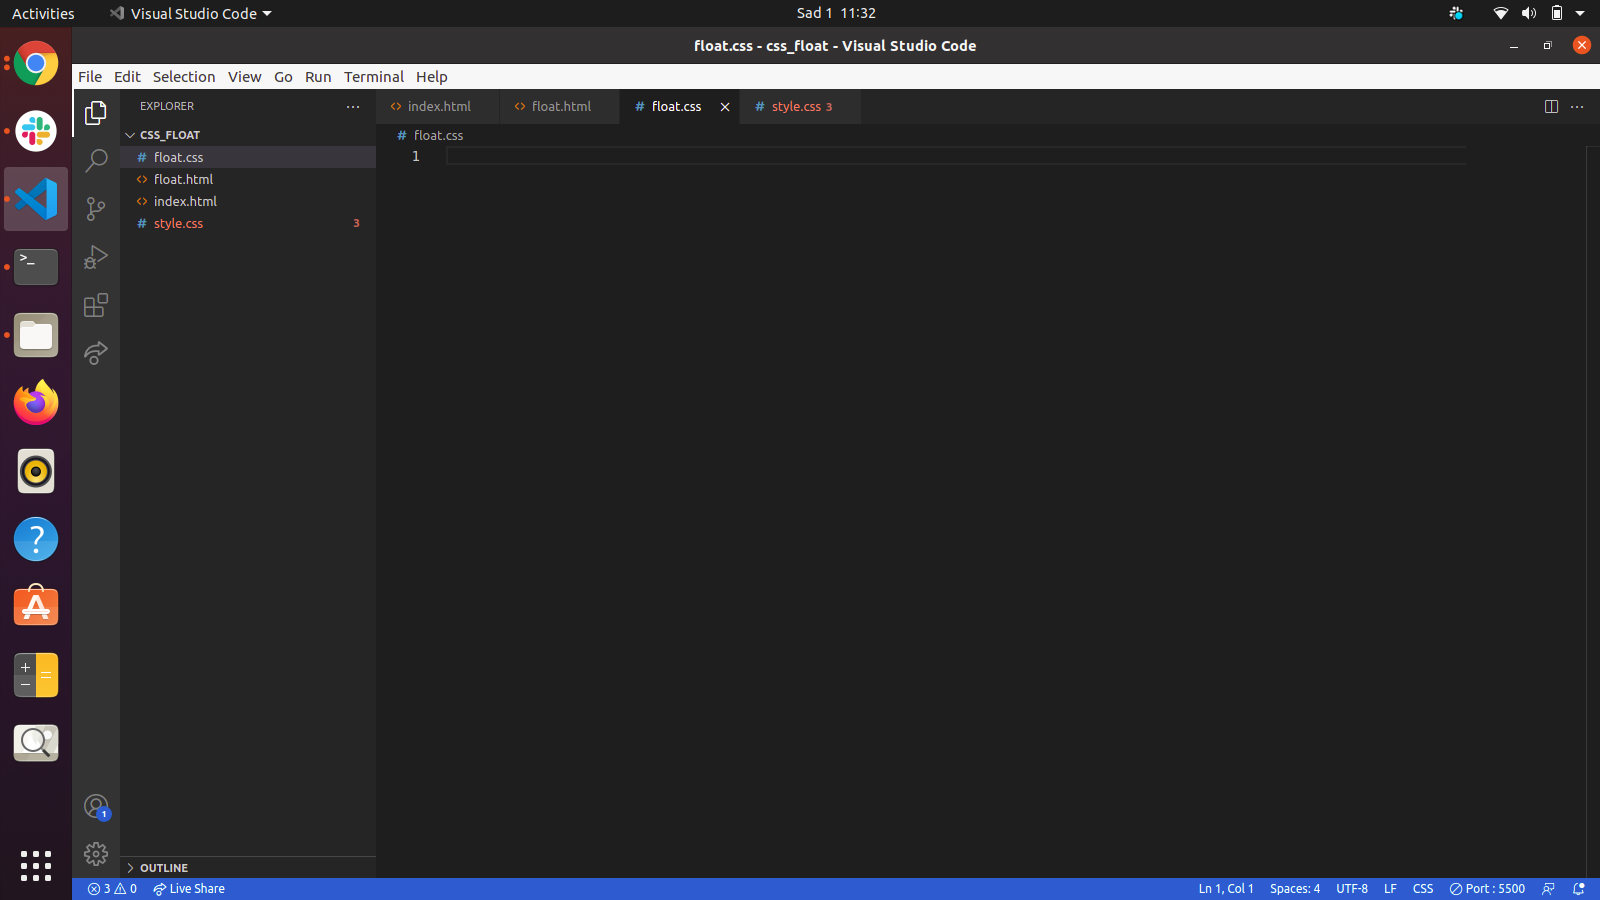 Activities
Visual Studio Code
Sad 1 11:32
float.css - css_float - Visual Studio Code
File Edit Selection View Go Run Terminal Help
EXPLORER
index.html
float.html
float.css
style.css 3
CSS_FLOAT
float.css
float.html
index.html
style.css 3
float.css
1
1
OUTLINE
3 0 Live Share
Ln 1, Col 1 Spaces: 4 UTF-8 LF CSS Port : 5500